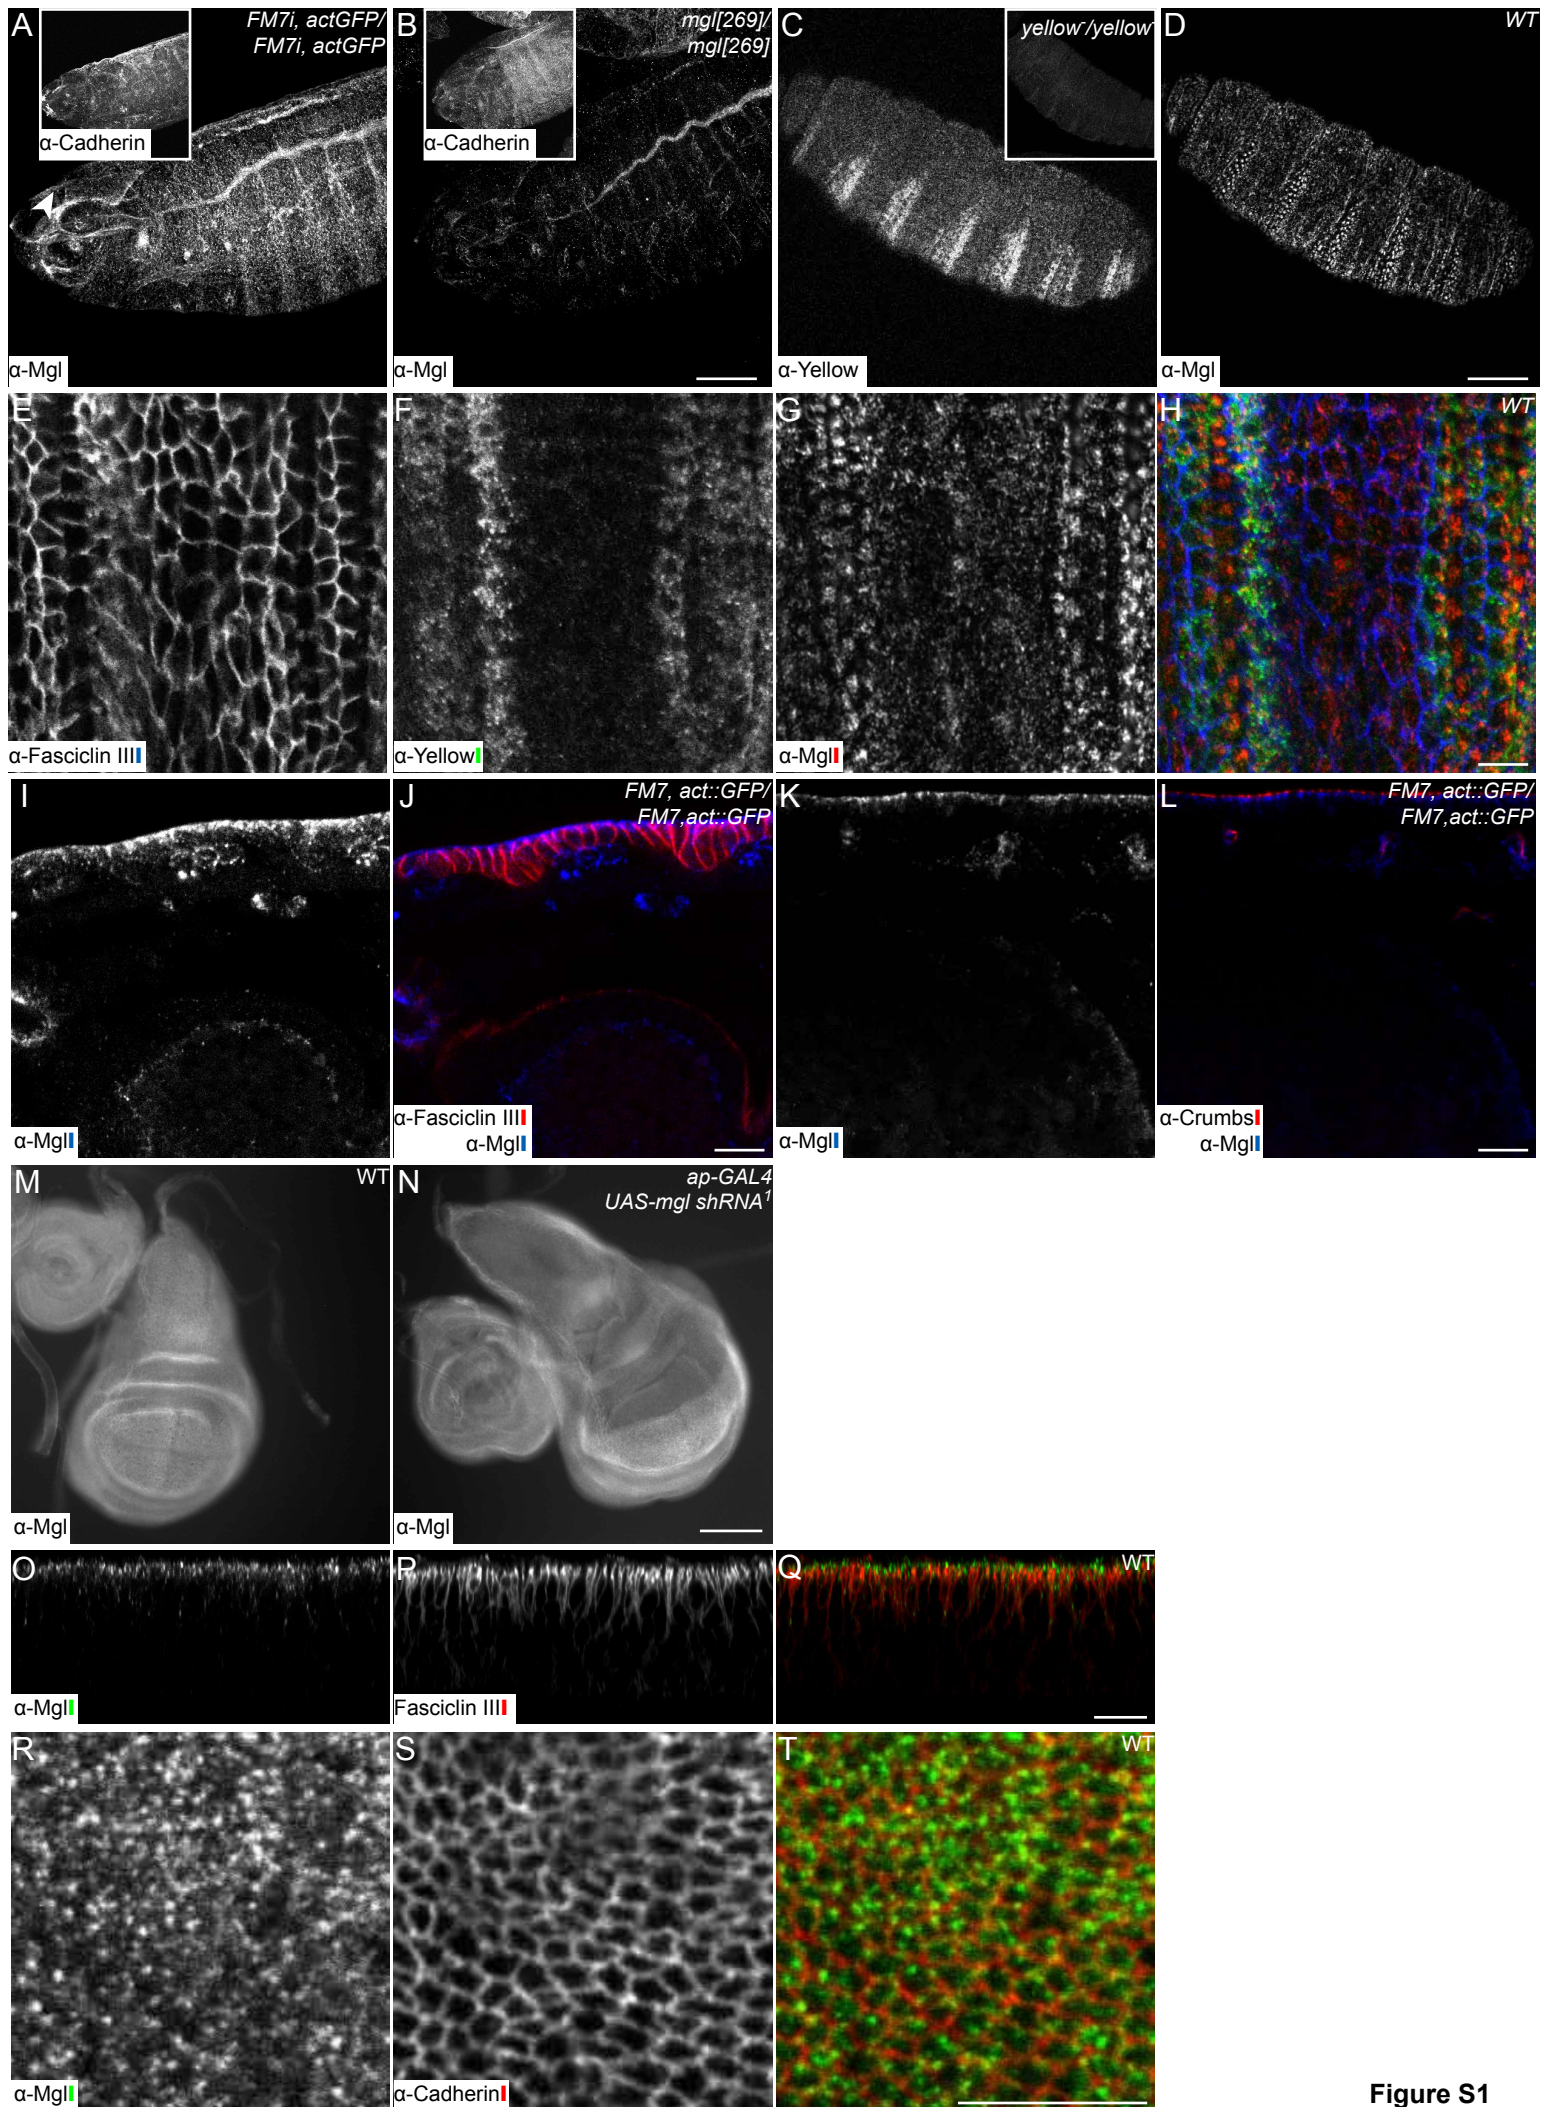 A
FM7i, actGFP/
FM7i, actGFP
α-Cadherin
α-Mgl
B
mgl[269]/
mgl[269]
α-Cadherin
α-Mgl
C
yellow-/yellow-
α-Yellow
D
WT
α-Mgl
E
α-Fasciclin III
F
α-Yellow
G
α-Mgl
H
WT
I
α-Mgl
J
FM7, act::GFP/
FM7,act::GFP
α-Fasciclin III
α-Mgl
K
α-Mgl
L
FM7, act::GFP/
FM7,act::GFP
α-Crumbs
α-Mgl
M
WT
α-Mgl
N
ap-GAL4
UAS-mgl shRNA¹
α-Mgl
O
α-Mgl
P
Fasciclin III
Q
WT
R
α-Mgl
S
α-Cadherin
T
WT
Figure S1